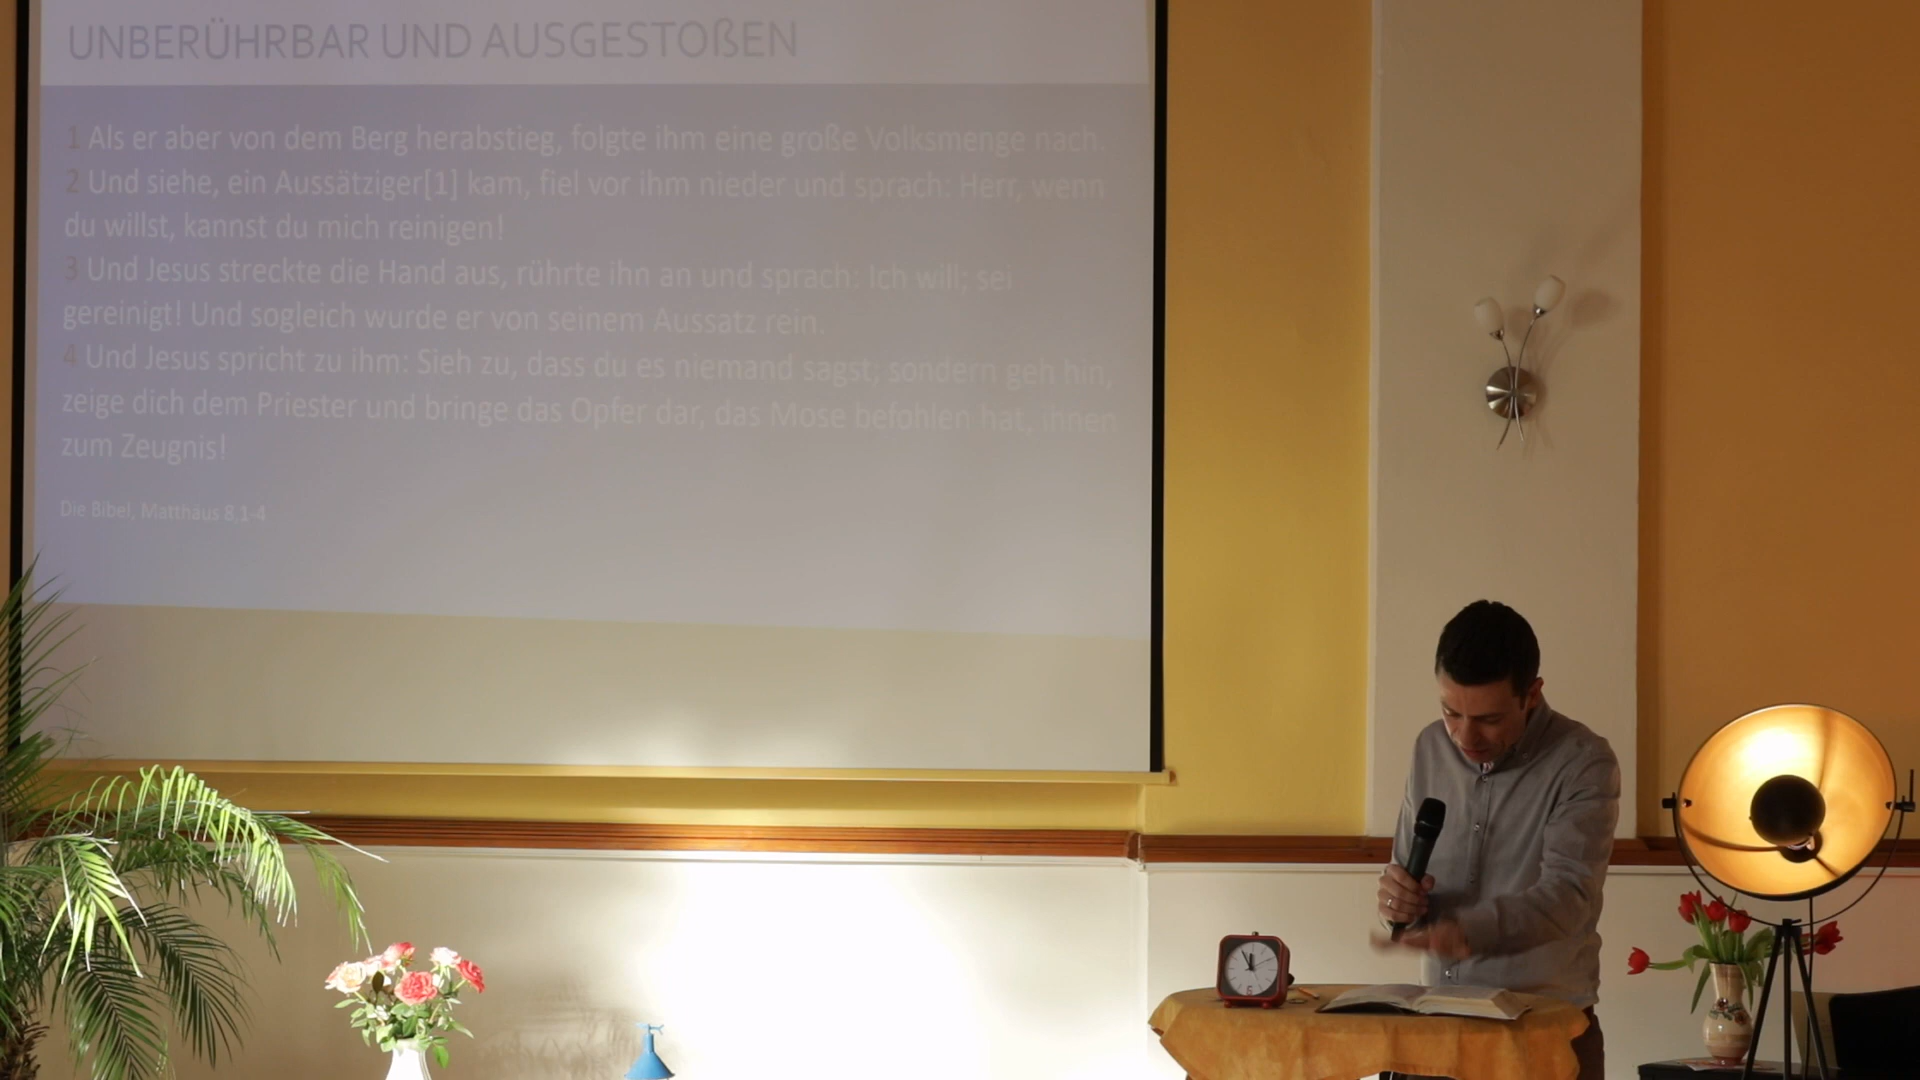 UNBERÜHRBAR UND AUSGESTOßEN
1 Als er aber von dem Berg herabstieg, folgte ihm eine große Volksmenge nach.
2 Und siehe, ein Aussätziger[1] kam, fiel vor ihm nieder und sprach: Herr, wenn
du willst, kannst du mich reinigen!
3 Und Jesus streckte die Hand aus, rührte ihn an und sprach: Ich will; sei
gereinigt! Und sogleich wurde er von seinem Aussatz rein.
4 Und Jesus spricht zu ihm: Sieh zu, dass du es niemand sagst; sondern geh hin,
zeige dich dem Priester und bringe das Opfer dar, das Mose befohlen hat, ihnen
zum Zeugnis!
Die Bibel, Matthäus 8,1-4